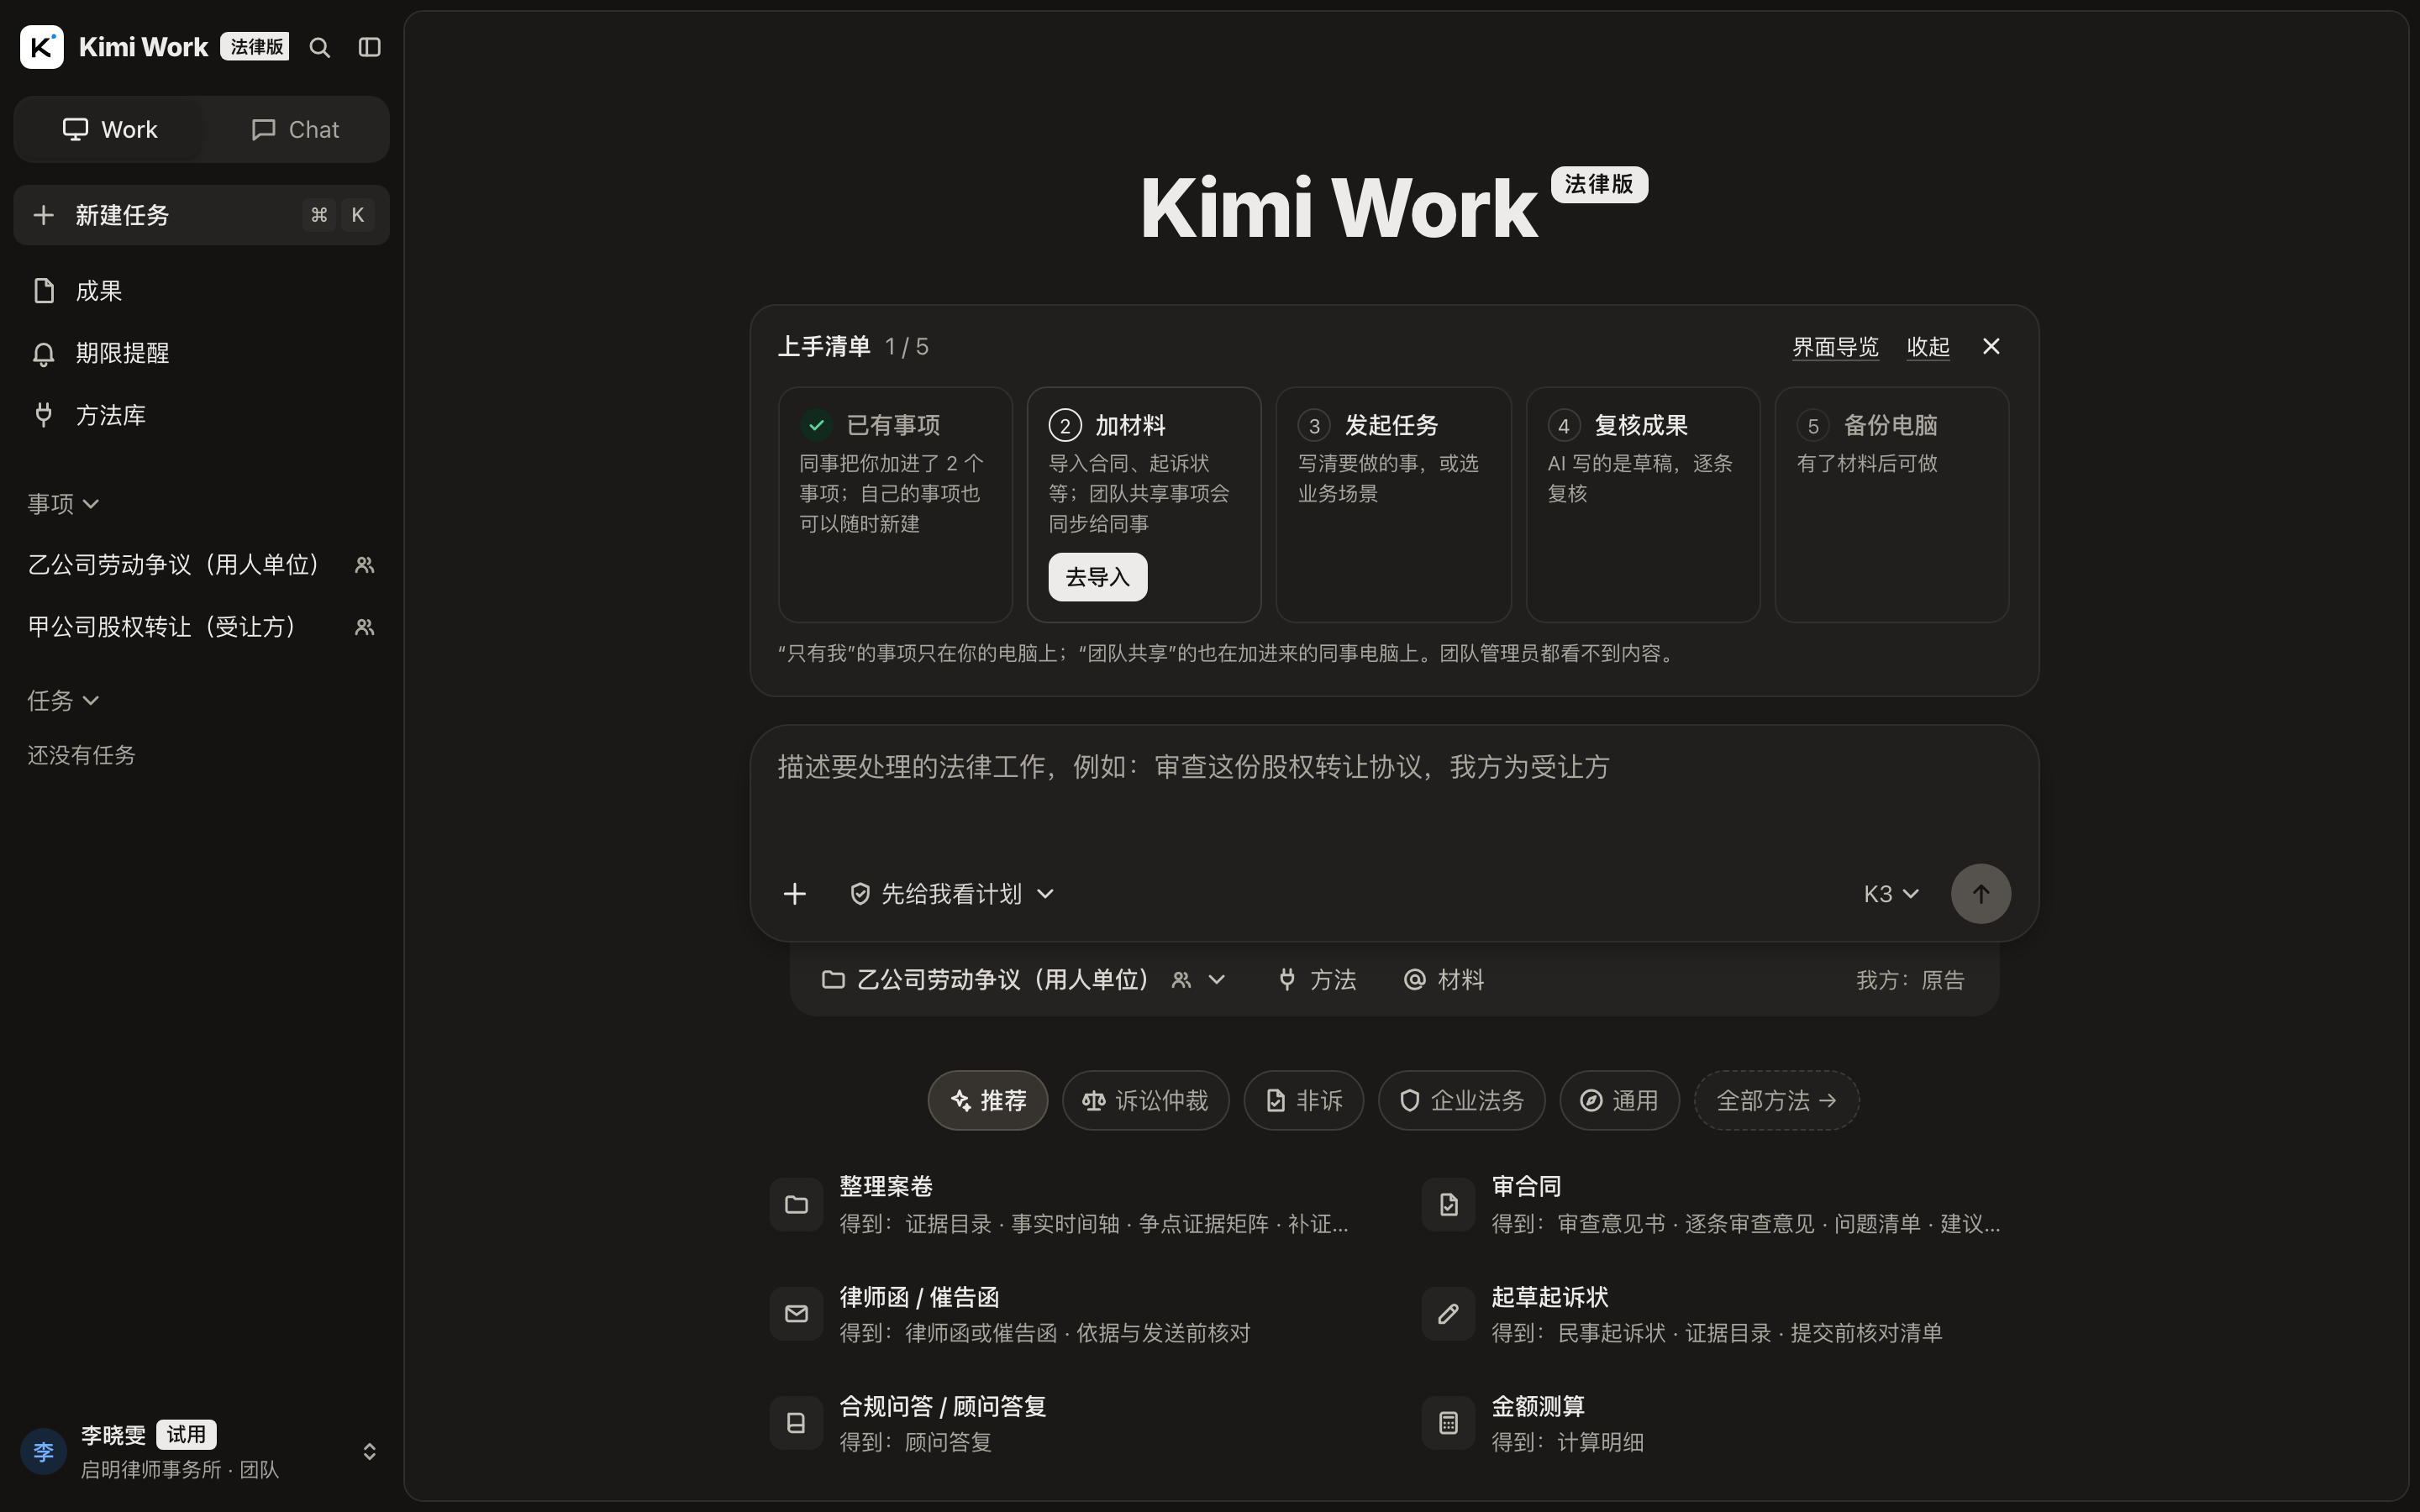 Kimi Work 法律版
Work
Chat
新建任务 ⌘ K
成果
期限提醒
方法库
事项
乙公司劳动争议（用人单位）
甲公司股权转让（受让方）
任务
还没有任务
李 李晓雯 试用
启明律师事务所 · 团队
Kimi Work 法律版
上手清单 1 / 5
界面导览 收起
已有事项
同事把你加进了 2 个
事项；自己的事项也
可以随时新建
2 加材料
导入合同、起诉状
等；团队共享事项会
同步给同事
去导入
3 发起任务
写清要做的事，或选
业务场景
4 复核成果
AI 写的是草稿，逐条
复核
5 备份电脑
有了材料后可做
“只有我”的事项只在你的电脑上；“团队共享”的也在加进来的同事电脑上。团队管理员都看不到内容。
描述要处理的法律工作，例如：审查这份股权转让协议，我方为受让方
先给我看计划
K3
乙公司劳动争议（用人单位）
方法
材料
我方：原告
推荐
诉讼仲裁
非诉
企业法务
通用
全部方法 →
整理案卷
得到：证据目录 · 事实时间轴 · 争点证据矩阵 · 补证...
审合同
得到：审查意见书 · 逐条审查意见 · 问题清单 · 建议...
律师函 / 催告函
得到：律师函或催告函 · 依据与发送前核对
起草起诉状
得到：民事起诉状 · 证据目录 · 提交前核对清单
合规问答 / 顾问答复
得到：顾问答复
金额测算
得到：计算明细